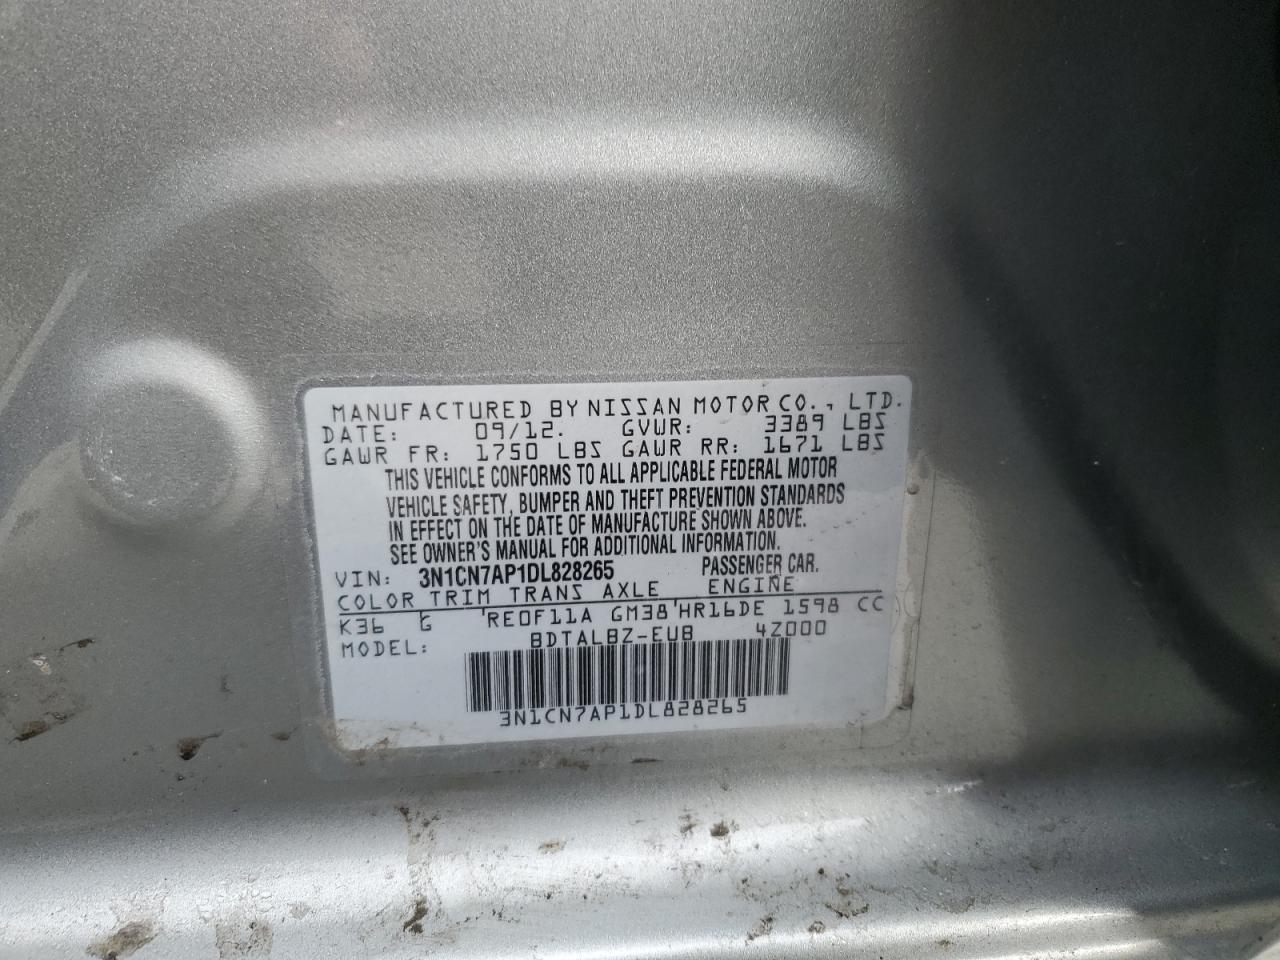 MANUFACTURED BY NISSAN MOTOR CO., LTD.
DATE: 09/12. GVWR: 3389 LBS
GAWR FR: 1750 LBS GAWR RR: 1671 LBS
THIS VEHICLE CONFORMS TO ALL APPLICABLE FEDERAL MOTOR
VEHICLE SAFETY, BUMPER AND THEFT PREVENTION STANDARDS
IN EFFECT ON THE DATE OF MANUFACTURE SHOWN ABOVE.
SEE OWNER'S MANUAL FOR ADDITIONAL INFORMATION.
VIN: 3N1CN7AP1DL828265 PASSENGER CAR.
COLOR TRIM TRANS AXLE ENGINE
K36 G RE0F11A GM38 HR16DE 1598 CC
MODEL: BDTALBZ-EUB 4Z000
3N1CN7AP1DL828265